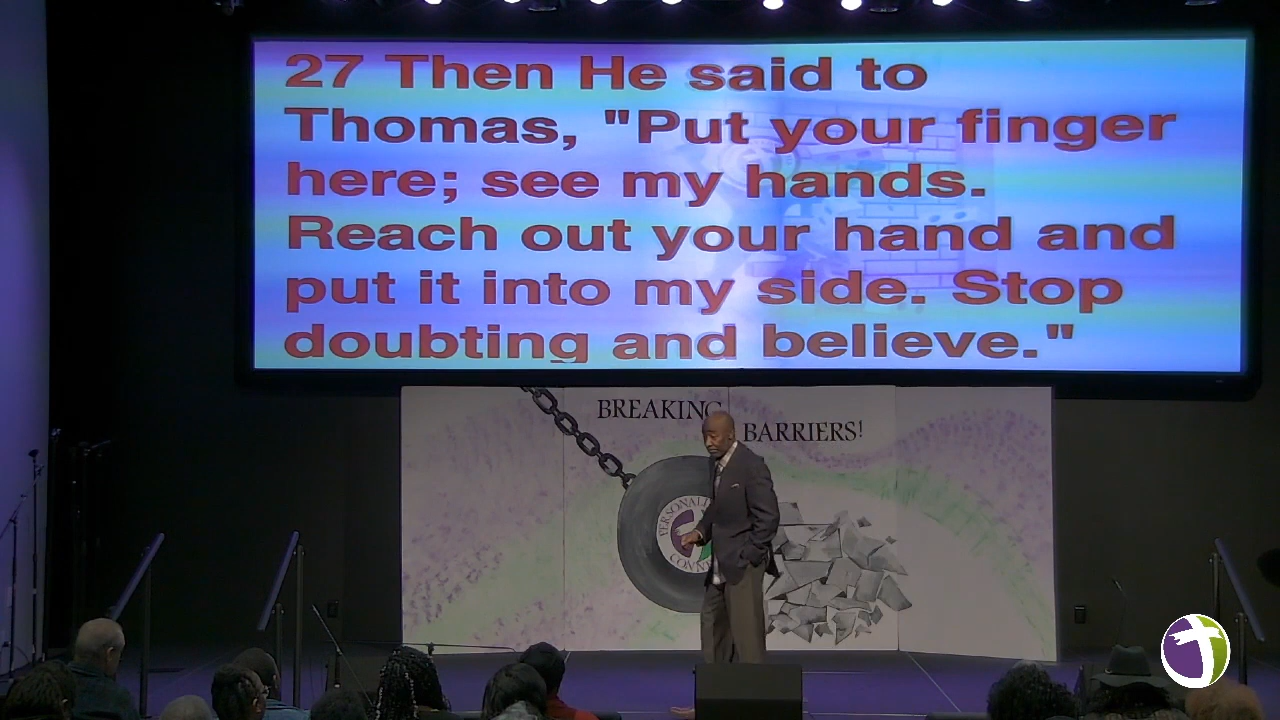 27 Then He said to
Thomas, "Put your finger
here; see my hands.
Reach out your hand and
put it into my side. Stop
doubting and believe."
BREAKING
BARRIERS!